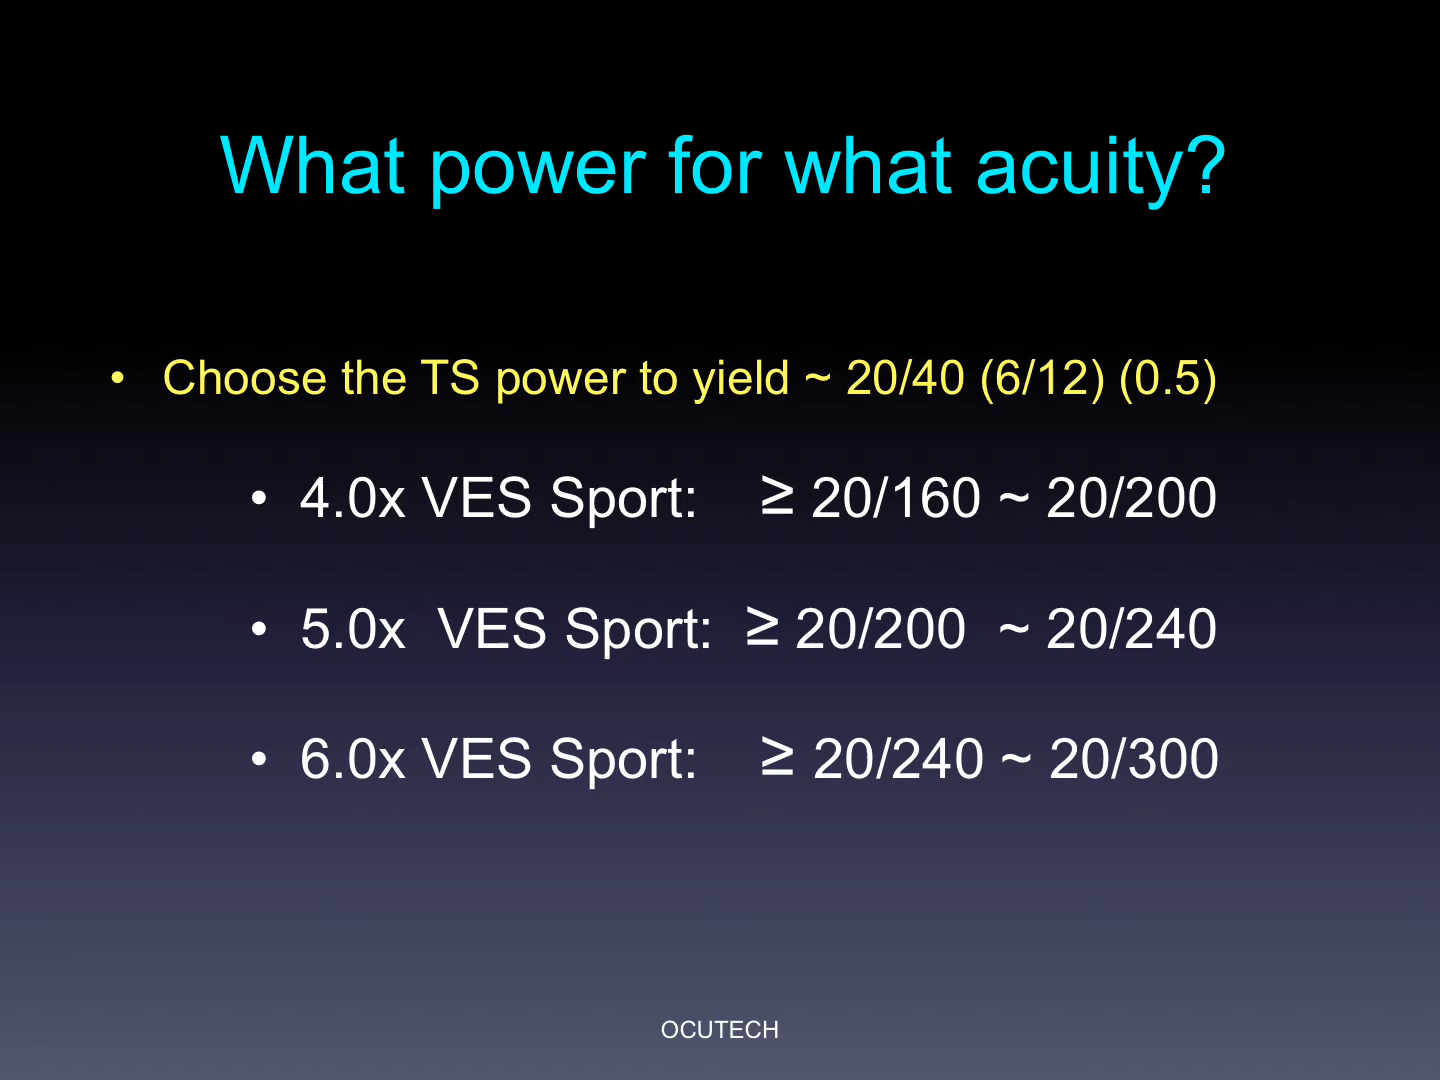 What power for what acuity?
• Choose the TS power to yield ~ 20/40 (6/12) (0.5)
• 4.0x VES Sport: ≥ 20/160 ~ 20/200
• 5.0x VES Sport: ≥ 20/200 ~ 20/240
• 6.0x VES Sport: ≥ 20/240 ~ 20/300
OCUTECH